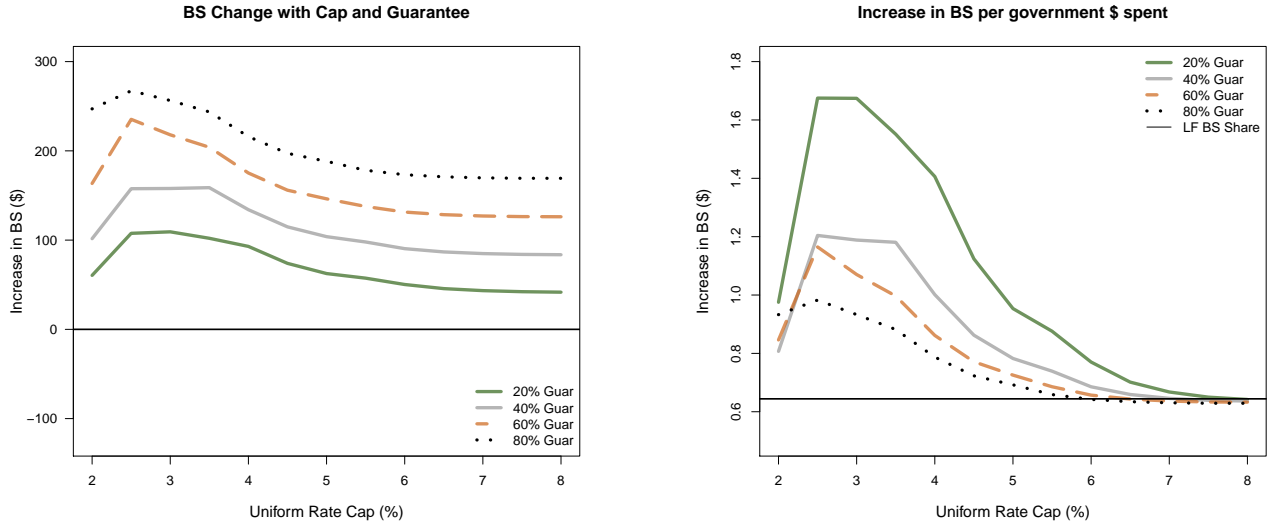 BS Change with Cap and Guarantee
Increase in BS ($)
300
200
100
0
−100
20% Guar
40% Guar
60% Guar
80% Guar
2 3 4 5 6 7 8
Uniform Rate Cap (%)
Increase in BS per government $ spent
Increase in BS ($)
1.8
1.6
1.4
1.2
1.0
0.8
0.6
20% Guar
40% Guar
60% Guar
80% Guar
LF BS Share
2 3 4 5 6 7 8
Uniform Rate Cap (%)